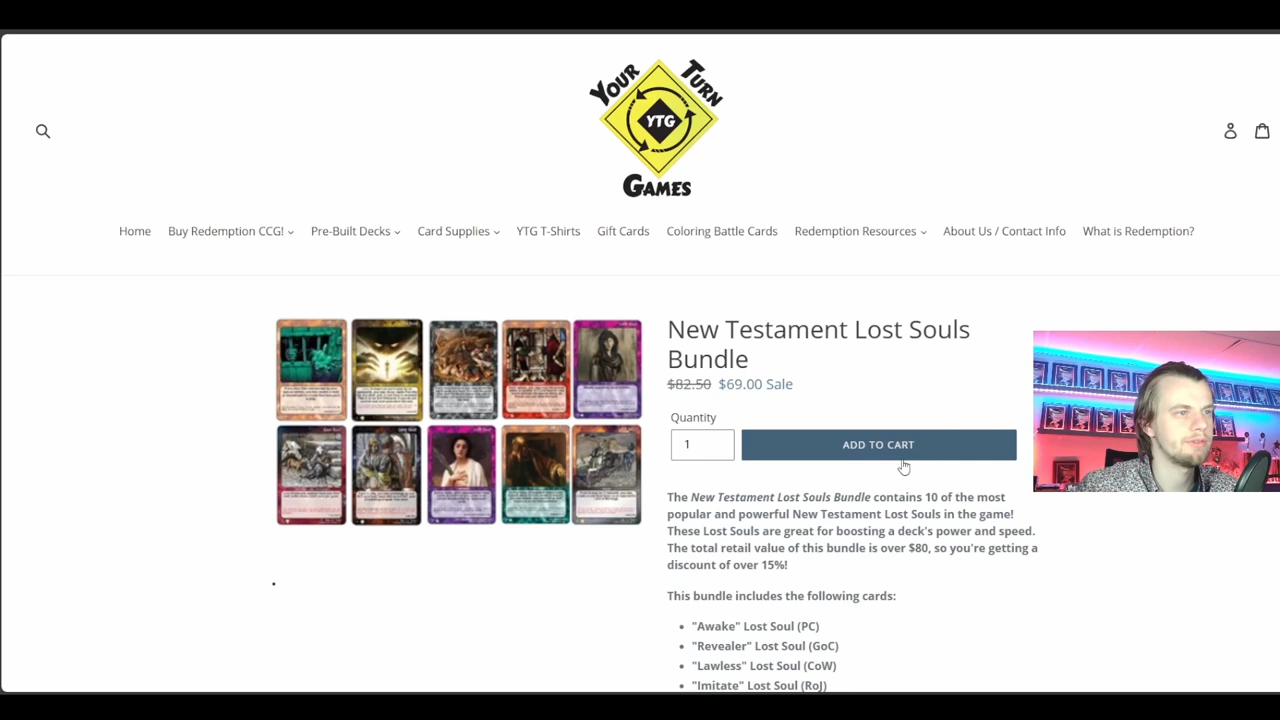 YOUR TURN
YTG
GAMES
Home Buy Redemption CCG! Pre-Built Decks Card Supplies YTG T-Shirts Gift Cards Coloring Battle Cards Redemption Resources About Us / Contact Info What is Redemption?
New Testament Lost Souls
Bundle
$82.50 $69.00 Sale
Quantity
1 ADD TO CART
The New Testament Lost Souls Bundle contains 10 of the most
popular and powerful New Testament Lost Souls in the game!
These Lost Souls are great for boosting a deck's power and speed.
The total retail value of this bundle is over $80, so you're getting a
discount of over 15%!
This bundle includes the following cards:
• "Awake" Lost Soul (PC)
• "Revealer" Lost Soul (GoC)
• "Lawless" Lost Soul (CoW)
• "Imitate" Lost Soul (RoJ)